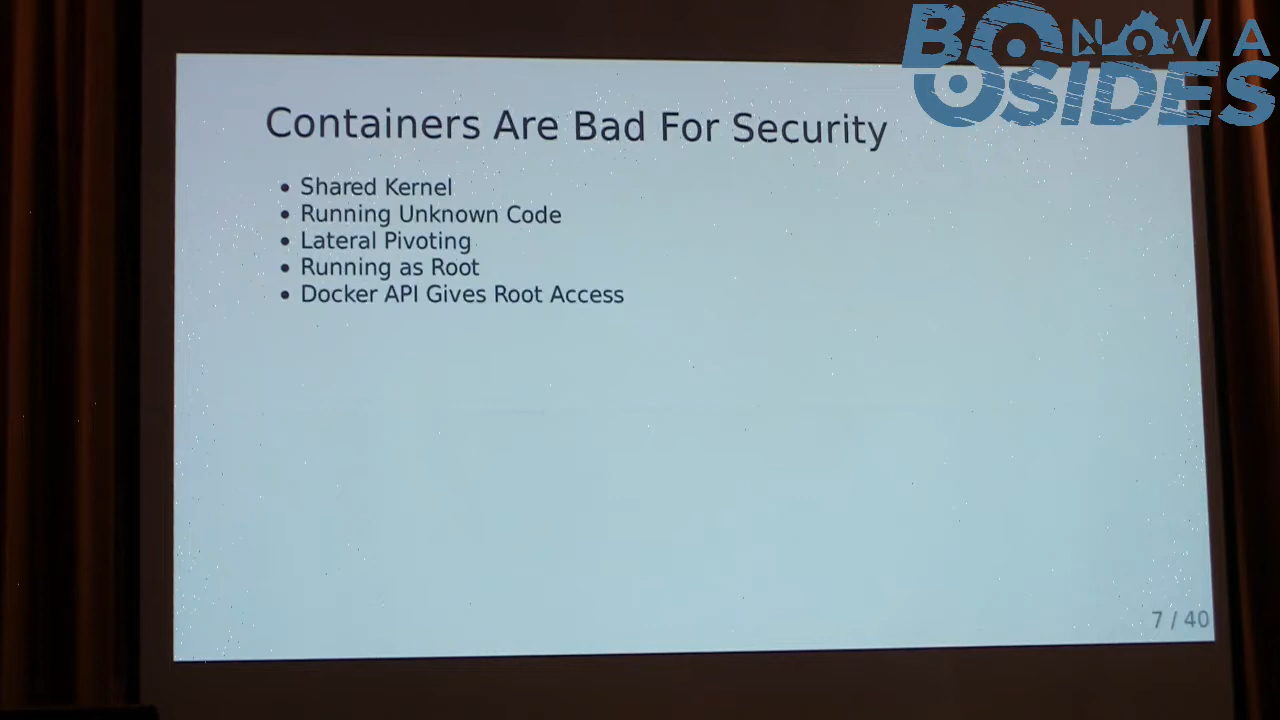 BSIDES
NOVA
Containers Are Bad For Security
• Shared Kernel
• Running Unknown Code
• Lateral Pivoting
• Running as Root
• Docker API Gives Root Access
7 / 40